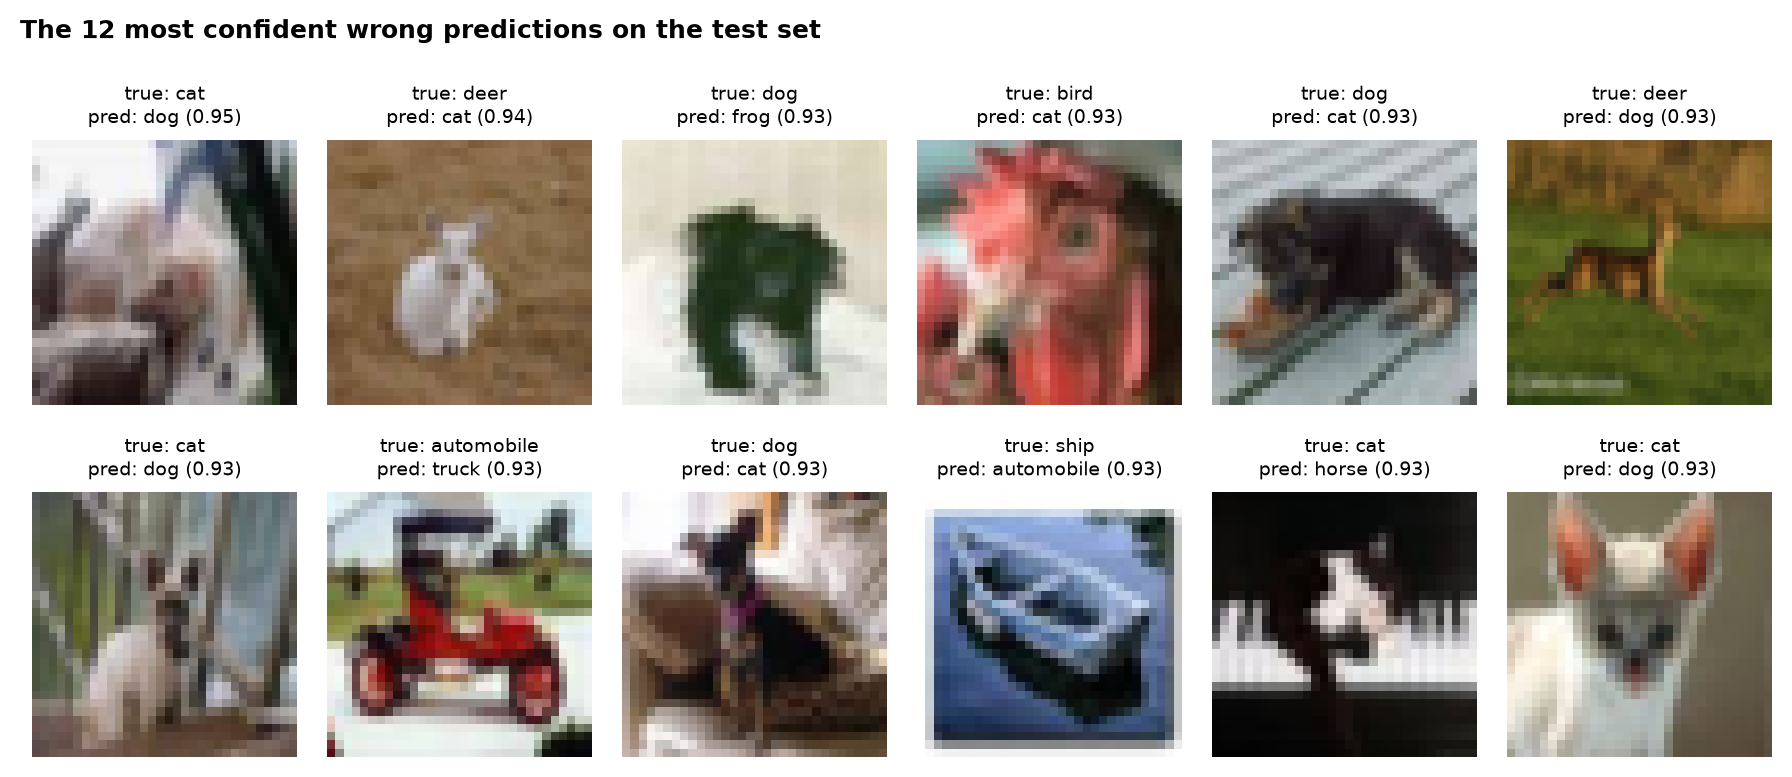 The 12 most confident wrong predictions on the test set
true: cat
pred: dog (0.95)
true: deer
pred: cat (0.94)
true: dog
pred: frog (0.93)
true: bird
pred: cat (0.93)
true: dog
pred: cat (0.93)
true: deer
pred: dog (0.93)
true: cat
pred: dog (0.93)
true: automobile
pred: truck (0.93)
true: dog
pred: cat (0.93)
true: ship
pred: automobile (0.93)
true: cat
pred: horse (0.93)
true: cat
pred: dog (0.93)